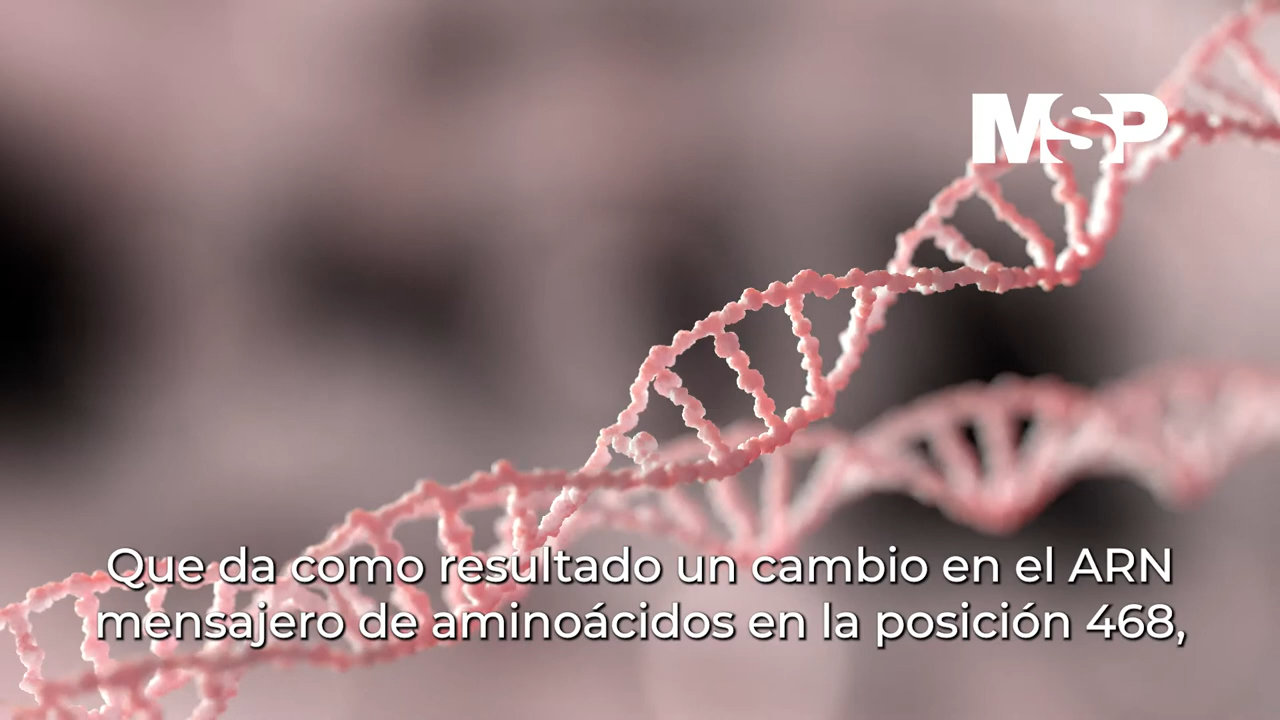 MSP
Que da como resultado un cambio en el ARN
mensajero de aminoácidos en la posición 468,